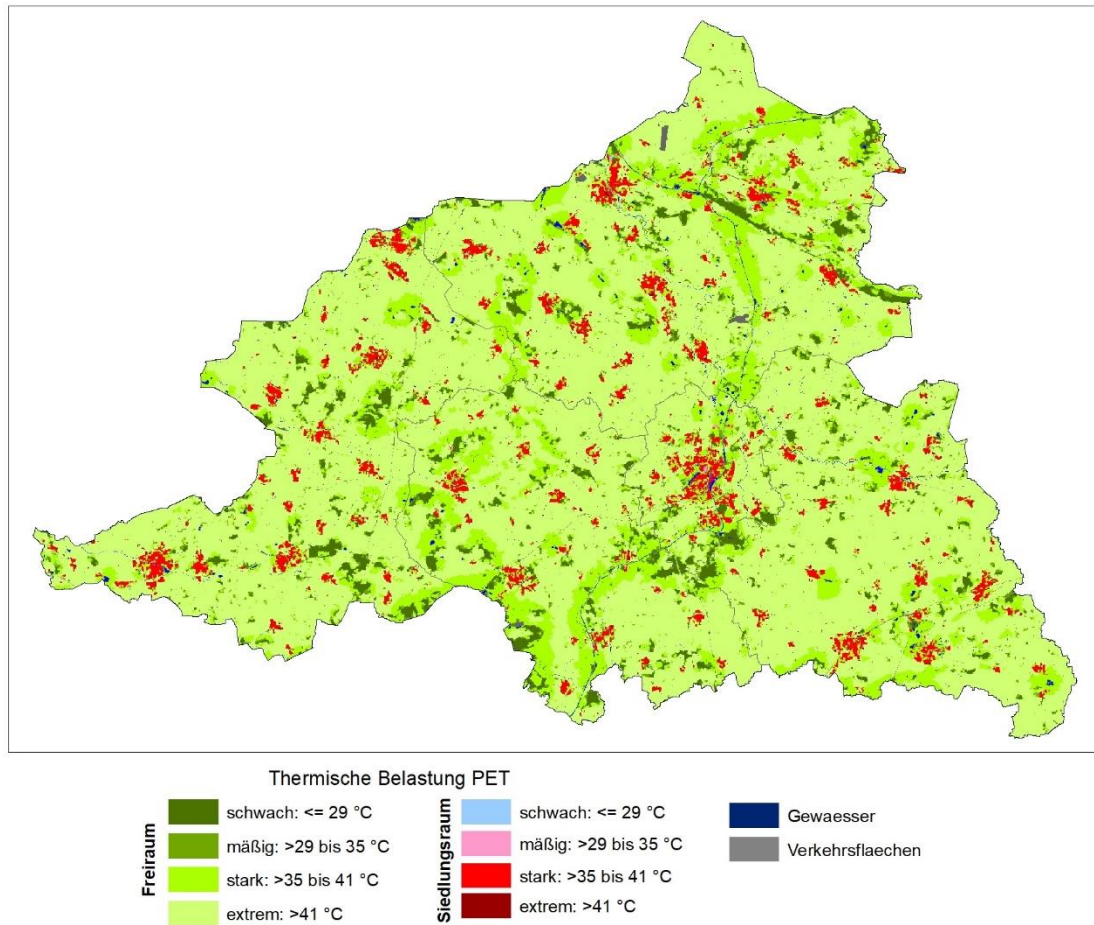 Thermische Belastung PET
Freiraum
schwach: <= 29 °C
mäßig: >29 bis 35 °C
stark: >35 bis 41 °C
extrem: >41 °C
Siedlungsraum
schwach: <= 29 °C
mäßig: >29 bis 35 °C
stark: >35 bis 41 °C
extrem: >41 °C
Gewaesser
Verkehrsflaechen